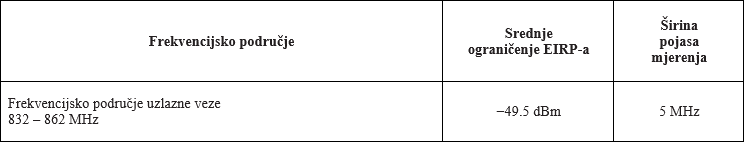 Frekvencijsko područje
Srednje
ograničenje EIRP-a
Širina
pojasa
mjerenja
Frekvencijsko područje uzlazne veze
832 – 862 MHz
−49.5 dBm
5 MHz